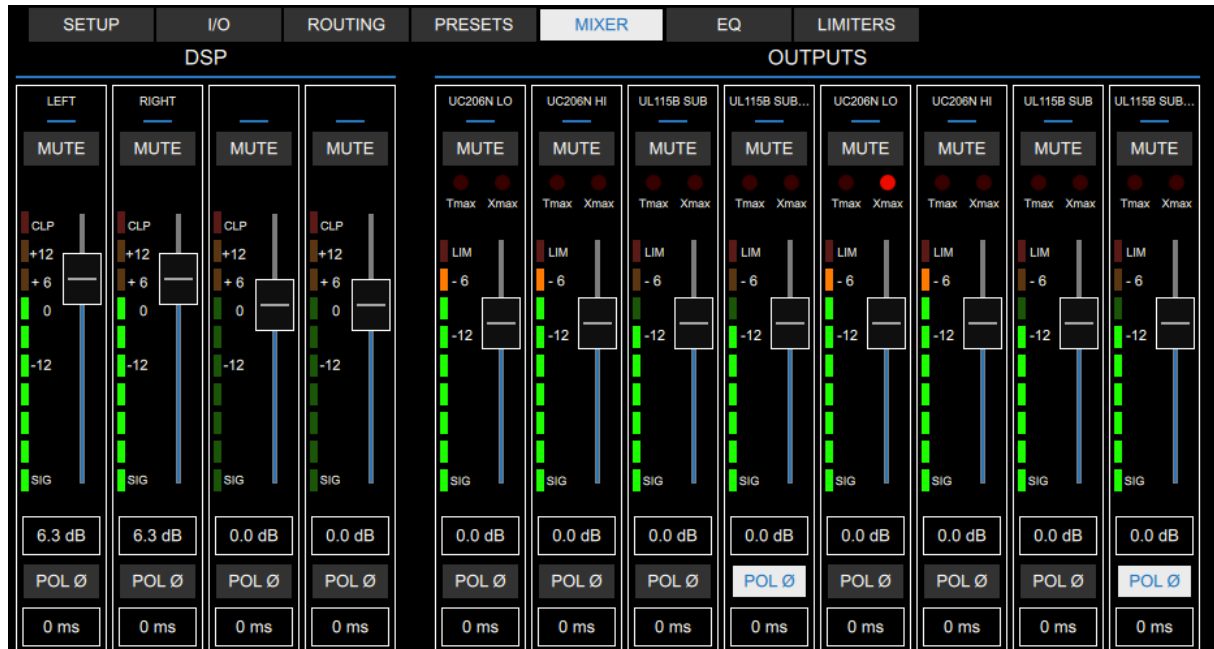 SETUP I/O ROUTING PRESETS MIXER EQ LIMITERS
DSP OUTPUTS
LEFT RIGHT UC206N LO UC206N HI UL115B SUB UL115B SUB... UC206N LO UC206N HI UL115B SUB UL115B SUB...
MUTE MUTE MUTE MUTE MUTE MUTE MUTE MUTE MUTE MUTE MUTE MUTE
Tmax Xmax Tmax Xmax Tmax Xmax Tmax Xmax Tmax Xmax Tmax Xmax Tmax Xmax Tmax Xmax
CLP CLP CLP CLP
+12 +12 +12 +12 LIM LIM LIM LIM LIM LIM LIM LIM
+ 6 + 6 + 6 + 6 - 6 - 6 - 6 - 6 - 6 - 6 - 6 - 6
0 0 0 0
-12 -12 -12 -12 -12 -12 -12 -12
-12 -12 -12 -12
SIG SIG SIG SIG SIG SIG SIG SIG SIG SIG SIG SIG
6.3 dB 6.3 dB 0.0 dB 0.0 dB 0.0 dB 0.0 dB 0.0 dB 0.0 dB 0.0 dB 0.0 dB 0.0 dB 0.0 dB
POL Ø POL Ø POL Ø POL Ø POL Ø POL Ø POL Ø POL Ø POL Ø POL Ø POL Ø POL Ø
0 ms 0 ms 0 ms 0 ms 0 ms 0 ms 0 ms 0 ms 0 ms 0 ms 0 ms 0 ms